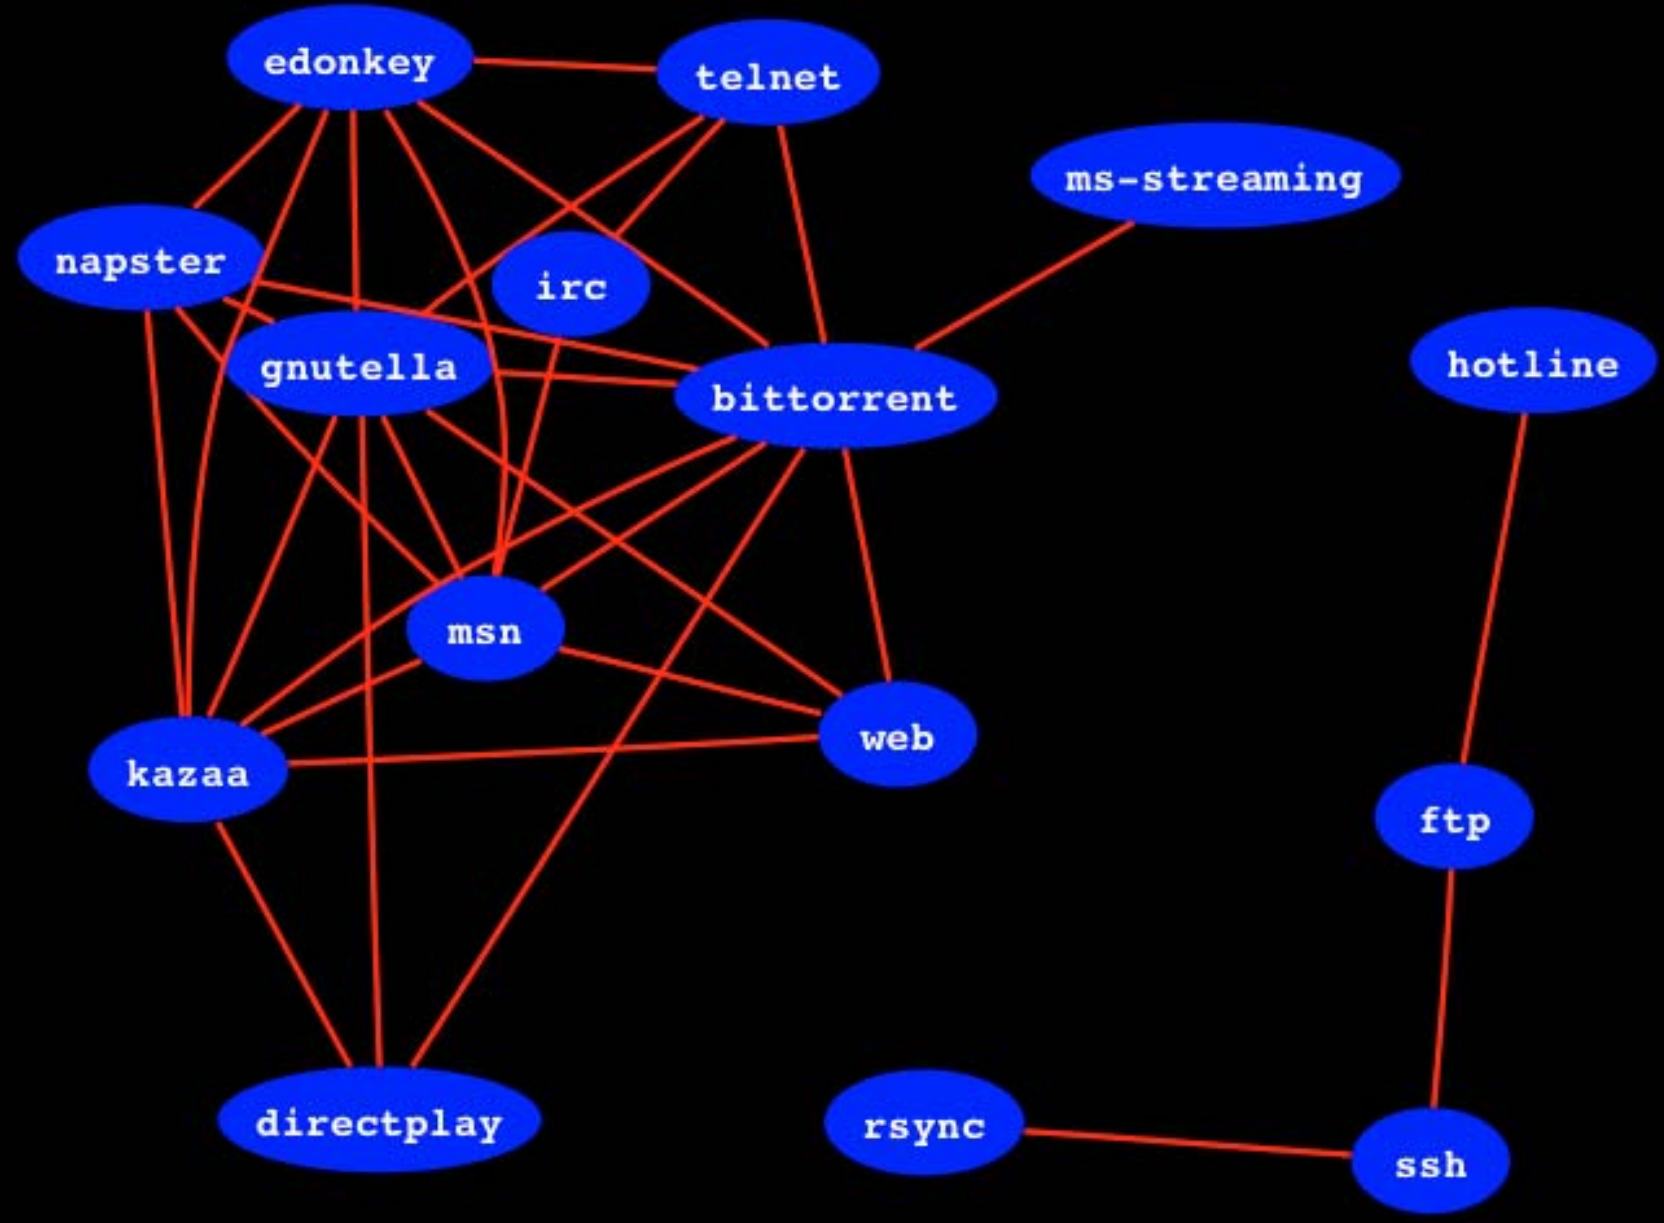 edonkey
telnet
ms-streaming
napster
irc
gnutella
hotline
bittorrent
msn
web
kazaa
ftp
directplay
rsync
ssh